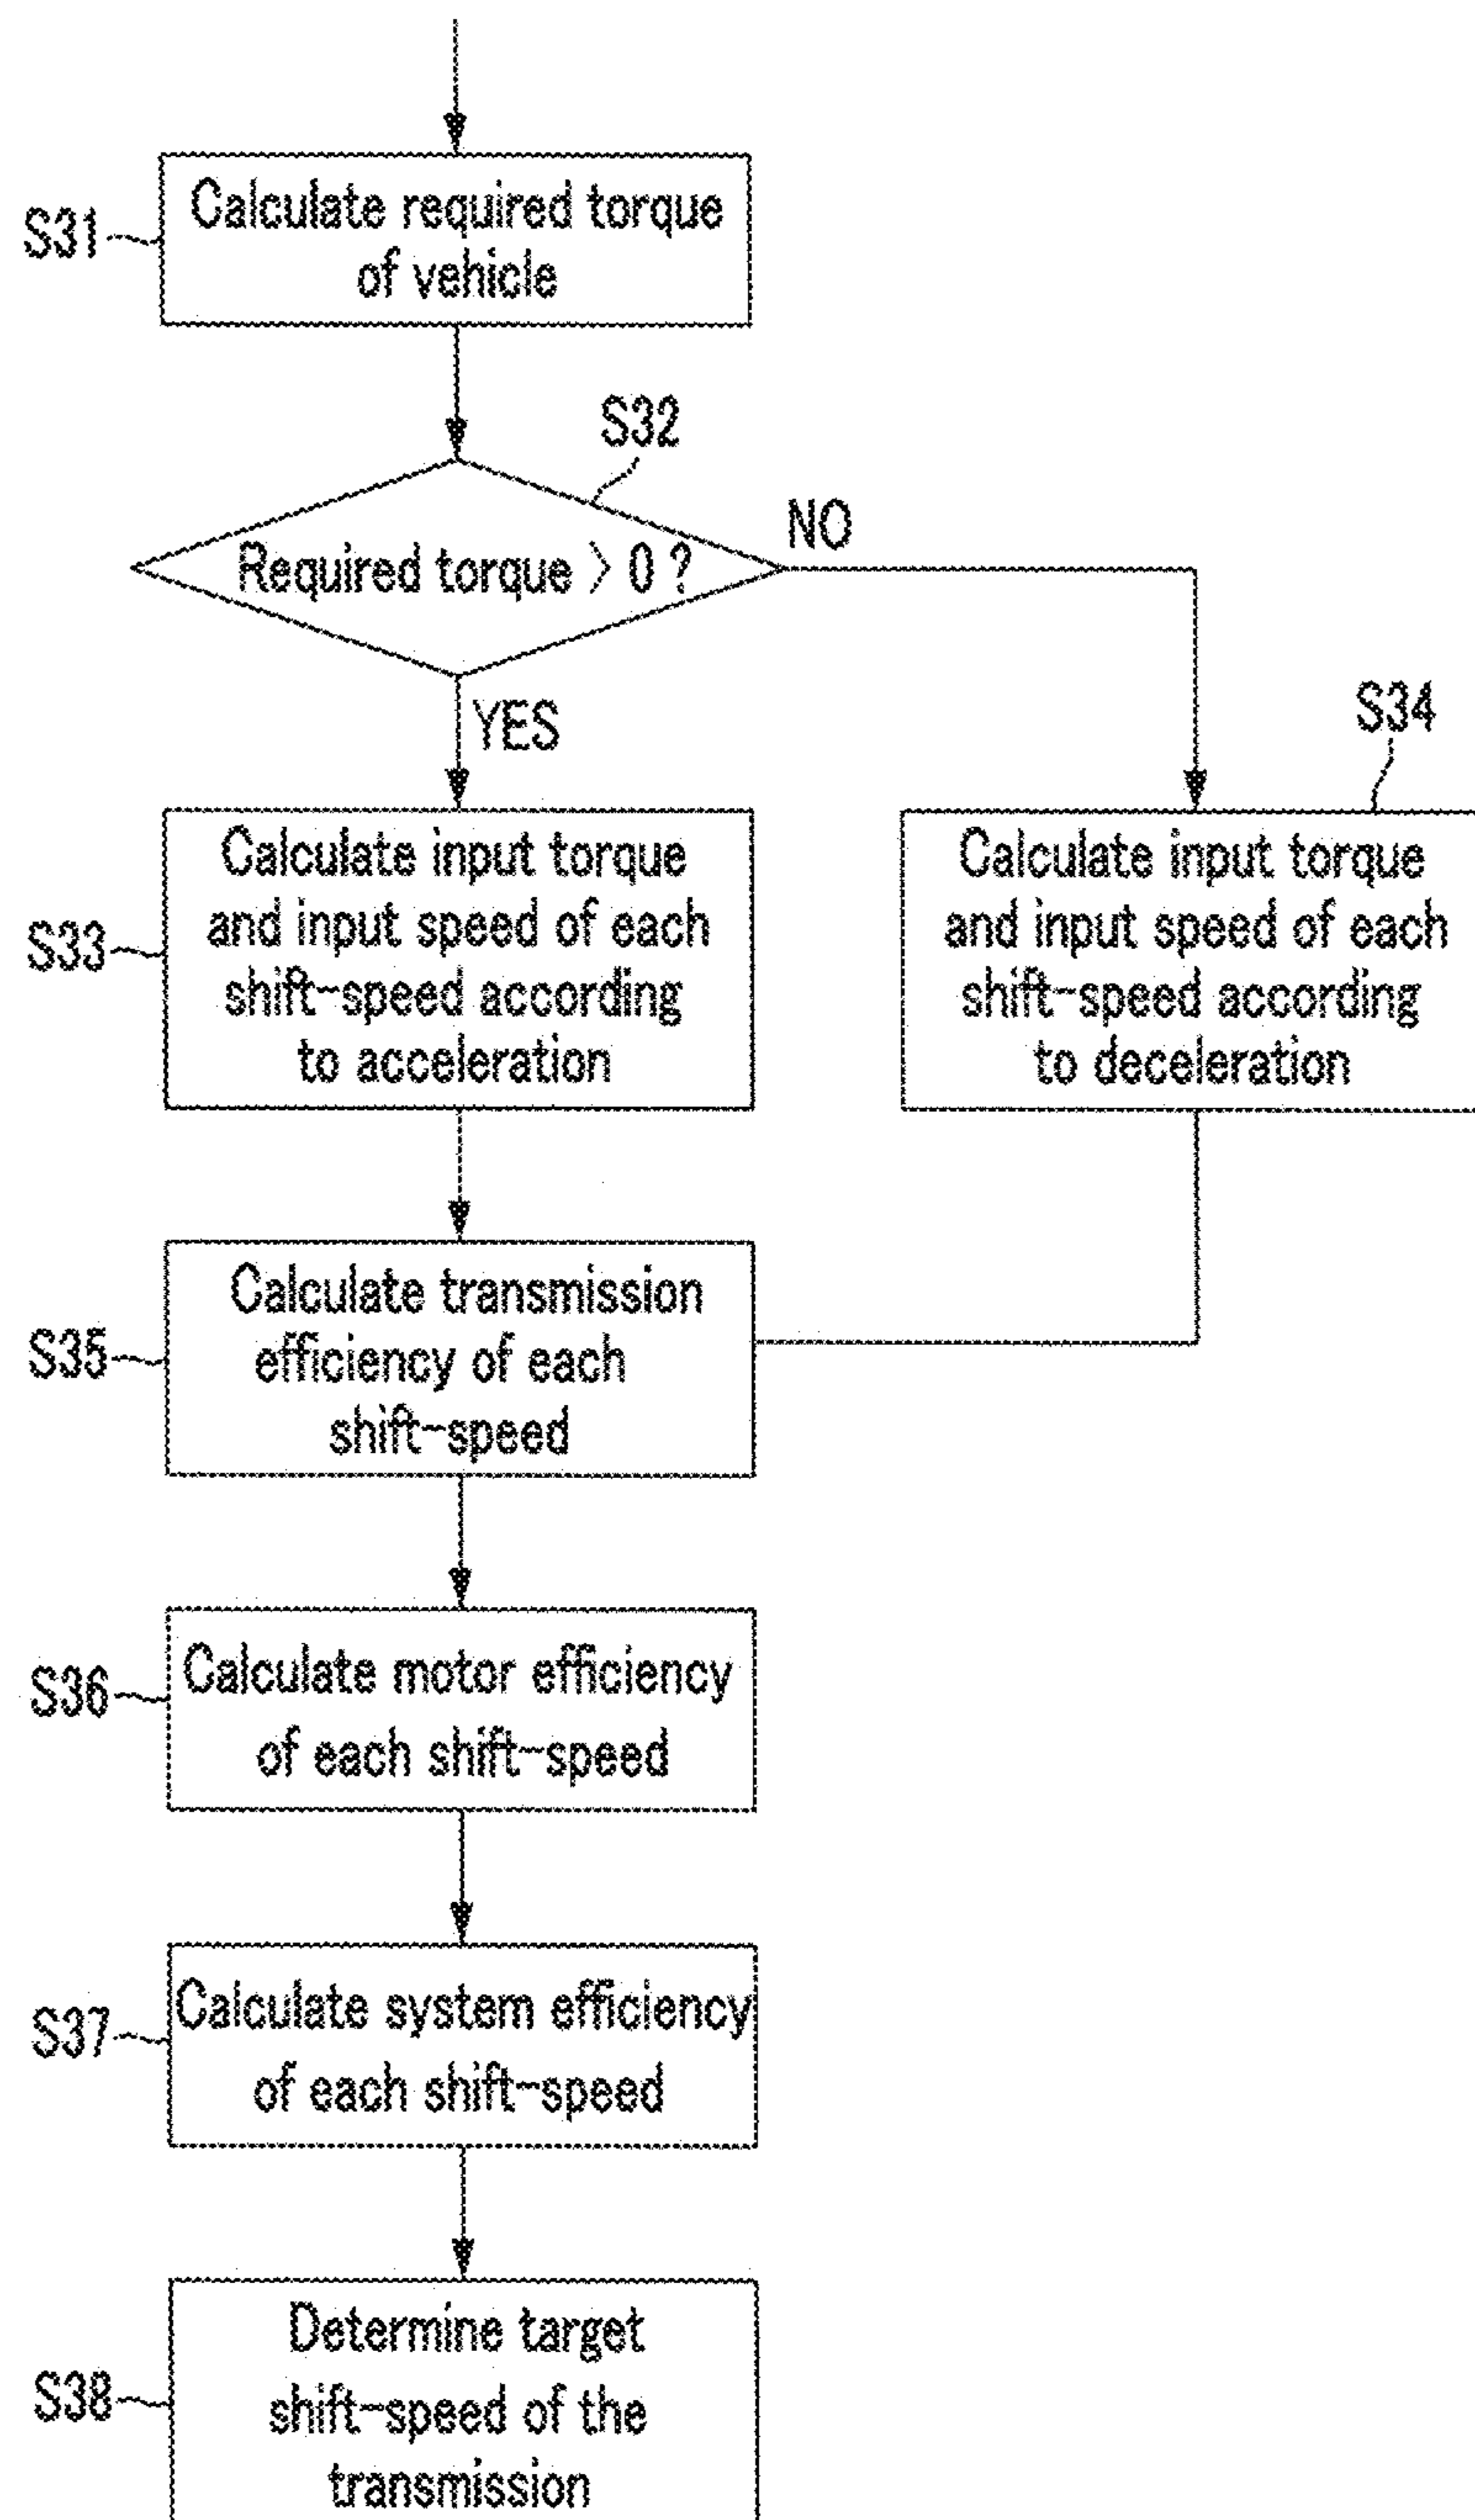 S31
Calculate required torque
of vehicle
S32
Required torque > 0 ?
NO
YES
S33
Calculate input torque
and input speed of each
shift-speed according
to acceleration
S34
Calculate input torque
and input speed of each
shift-speed according
to deceleration
S35
Calculate transmission
efficiency of each
shift-speed
S36
Calculate motor efficiency
of each shift-speed
S37
Calculate system efficiency
of each shift-speed
S38
Determine target
shift-speed of the
transmission